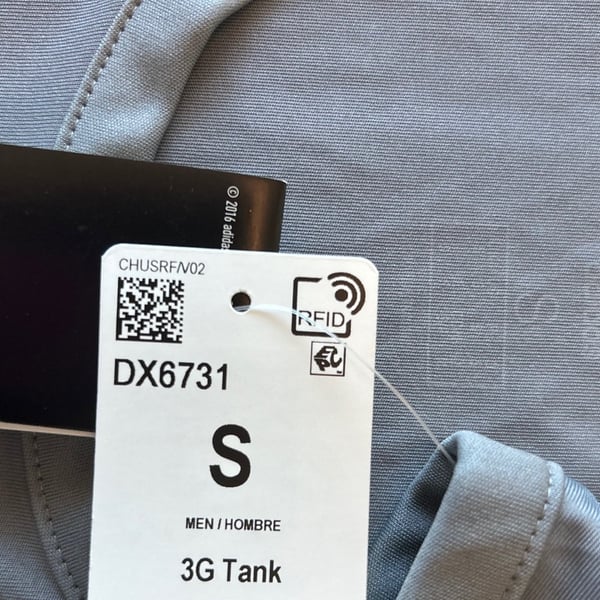 © 2016 adidas
CHUSRF/V02
RFID
DX6731
S
MEN / HOMBRE
3G Tank